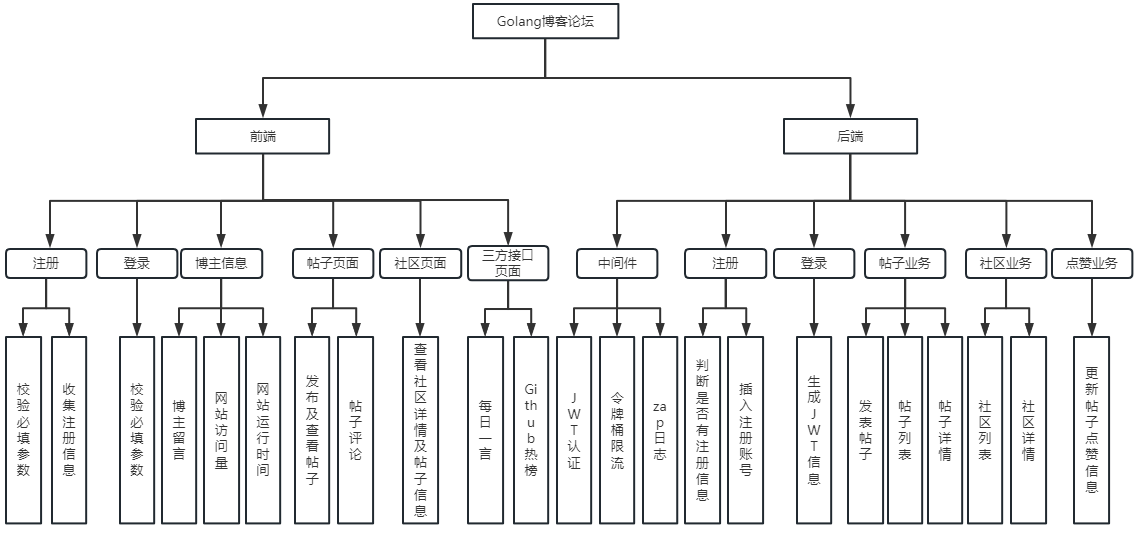 Golang博客论坛
前端
后端
注册
登录
博主信息
帖子页面
社区页面
三方接口
页面
中间件
注册
登录
帖子业务
社区业务
点赞业务
校验必填参数
收集注册信息
校验必填参数
博主留言
网站访问量
网站运行时间
发布及查看帖子
帖子评论
查看社区详情及帖子信息
每日一言
Github热榜
JWT认证
令牌桶限流
zap日志
判断是否有注册信息
插入注册账号
生成JWT信息
发表帖子
帖子列表
帖子详情
社区列表
社区详情
更新帖子点赞信息